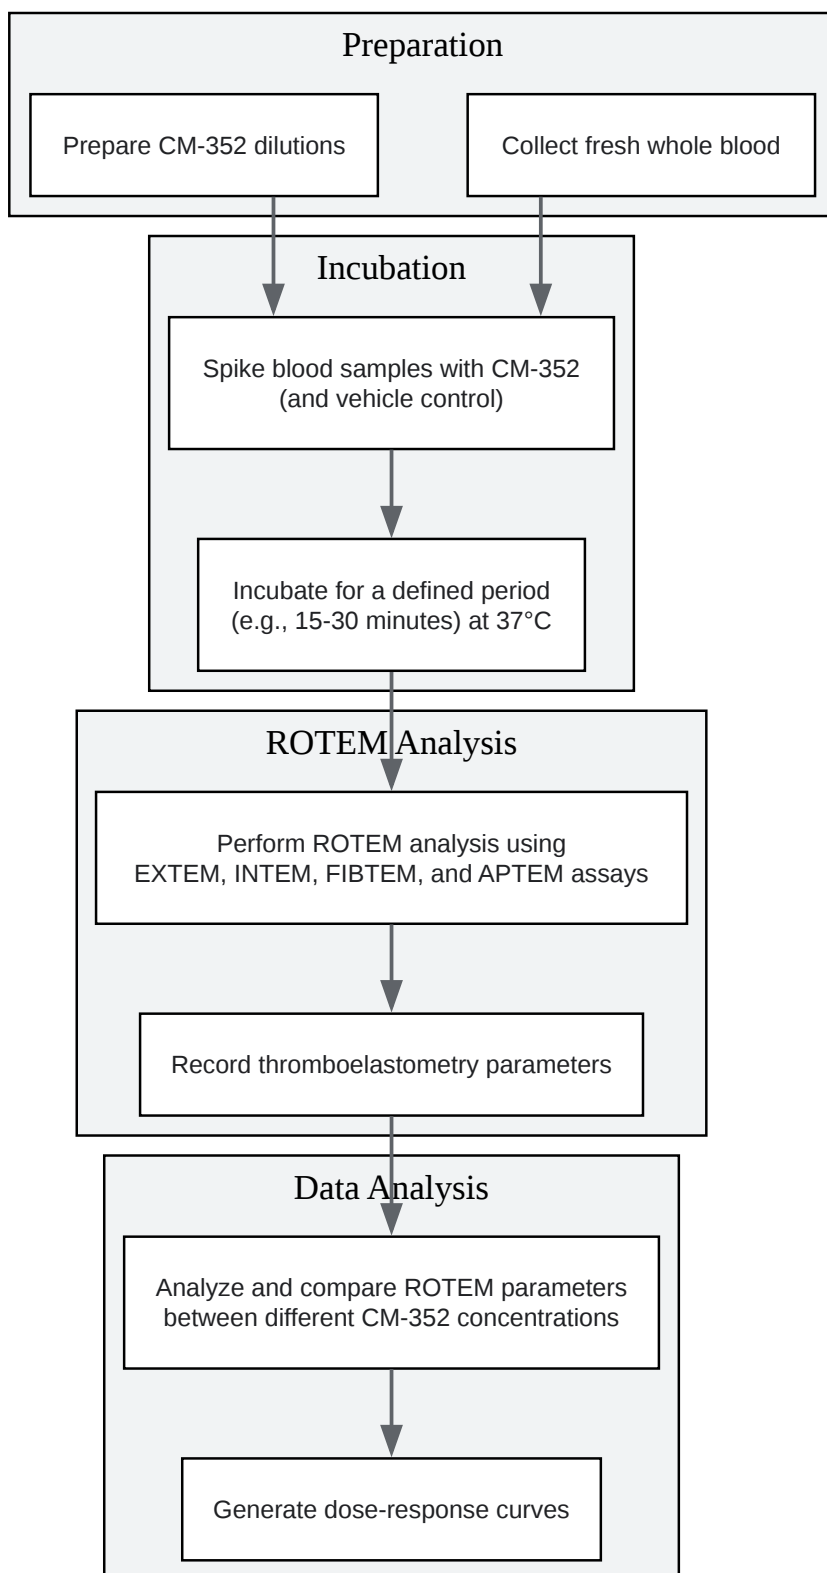 Preparation
Prepare CM-352 dilutions
Collect fresh whole blood
Incubation
Spike blood samples with CM-352
(and vehicle control)
Incubate for a defined period
(e.g., 15-30 minutes) at 37°C
ROTEM Analysis
Perform ROTEM analysis using
EXTEM, INTEM, FIBTEM, and APTEM assays
Record thromboelastometry parameters
Data Analysis
Analyze and compare ROTEM parameters
between different CM-352 concentrations
Generate dose-response curves